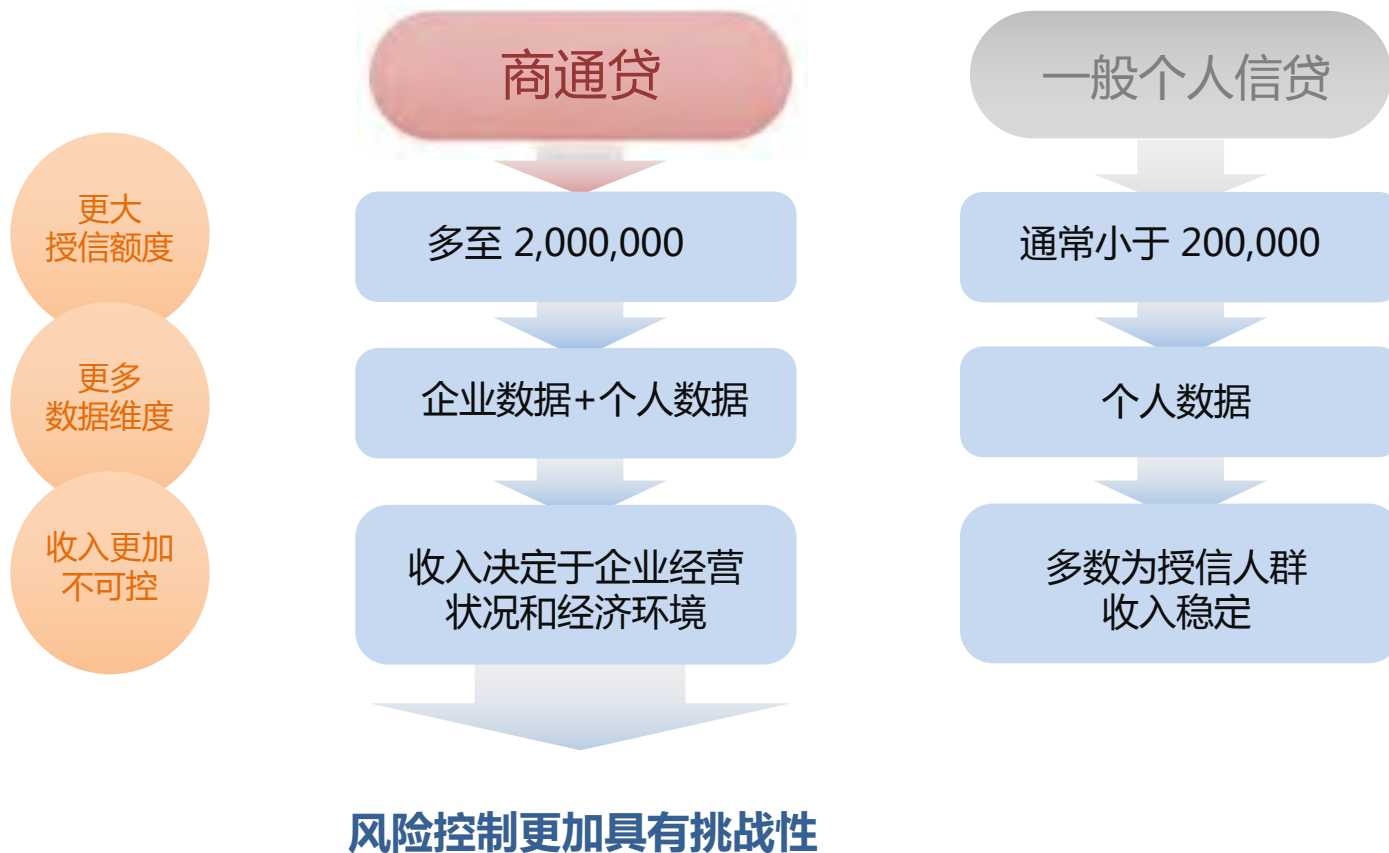 商通贷
一般个人信贷
更大
授信额度
多至 2,000,000
通常小于 200,000
更多
数据维度
企业数据+个人数据
个人数据
收入更加
不可控
收入决定于企业经营
状况和经济环境
多数为授信人群
收入稳定
风险控制更加具有挑战性